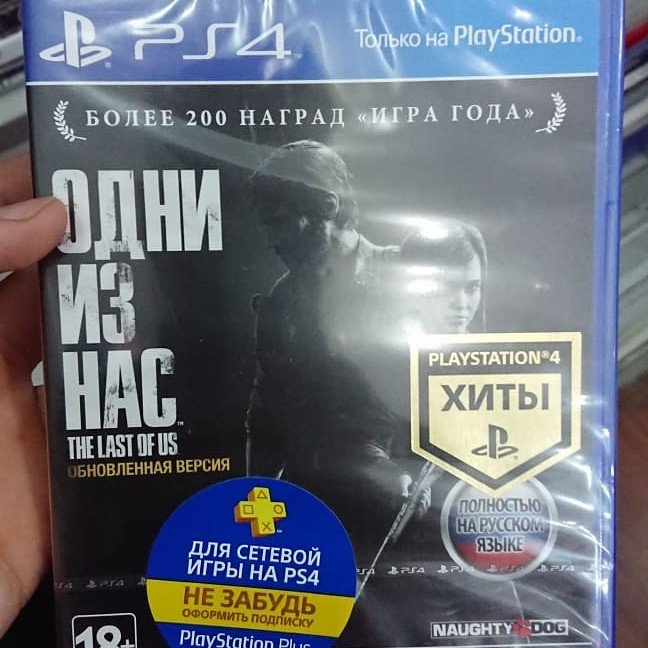 PS4
Только на PlayStation
БОЛЕЕ 200 НАГРАД «ИГРА ГОДА»
ОДНИ
ИЗ
НАС
THE LAST OF US
ОБНОВЛЕННАЯ ВЕРСИЯ
PLAYSTATION®4
ХИТЫ
ПОЛНОСТЬЮ
НА РУССКОМ
ЯЗЫКЕ
ДЛЯ СЕТЕВОЙ
ИГРЫ НА PS4
НЕ ЗАБУДЬ
ОФОРМИТЬ ПОДПИСКУ
PlayStation Plus
18+
NAUGHTY DOG